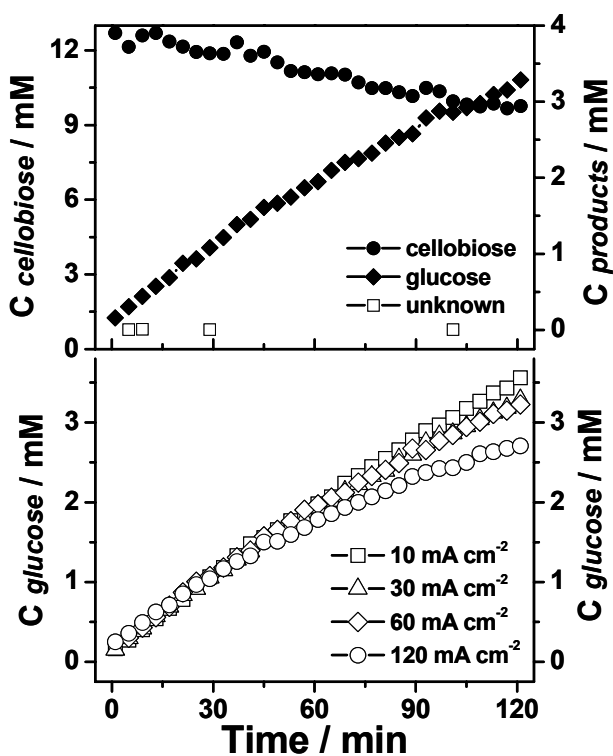 C cellobiose / mM
12
9
6
3
0
4
3
2
1
0
C products / mM
cellobiose
glucose
unknown
C glucose / mM
3
2
1
0
3
2
1
0
C glucose / mM
10 mA cm-2
30 mA cm-2
60 mA cm-2
120 mA cm-2
0 30 60 90 120
Time / min